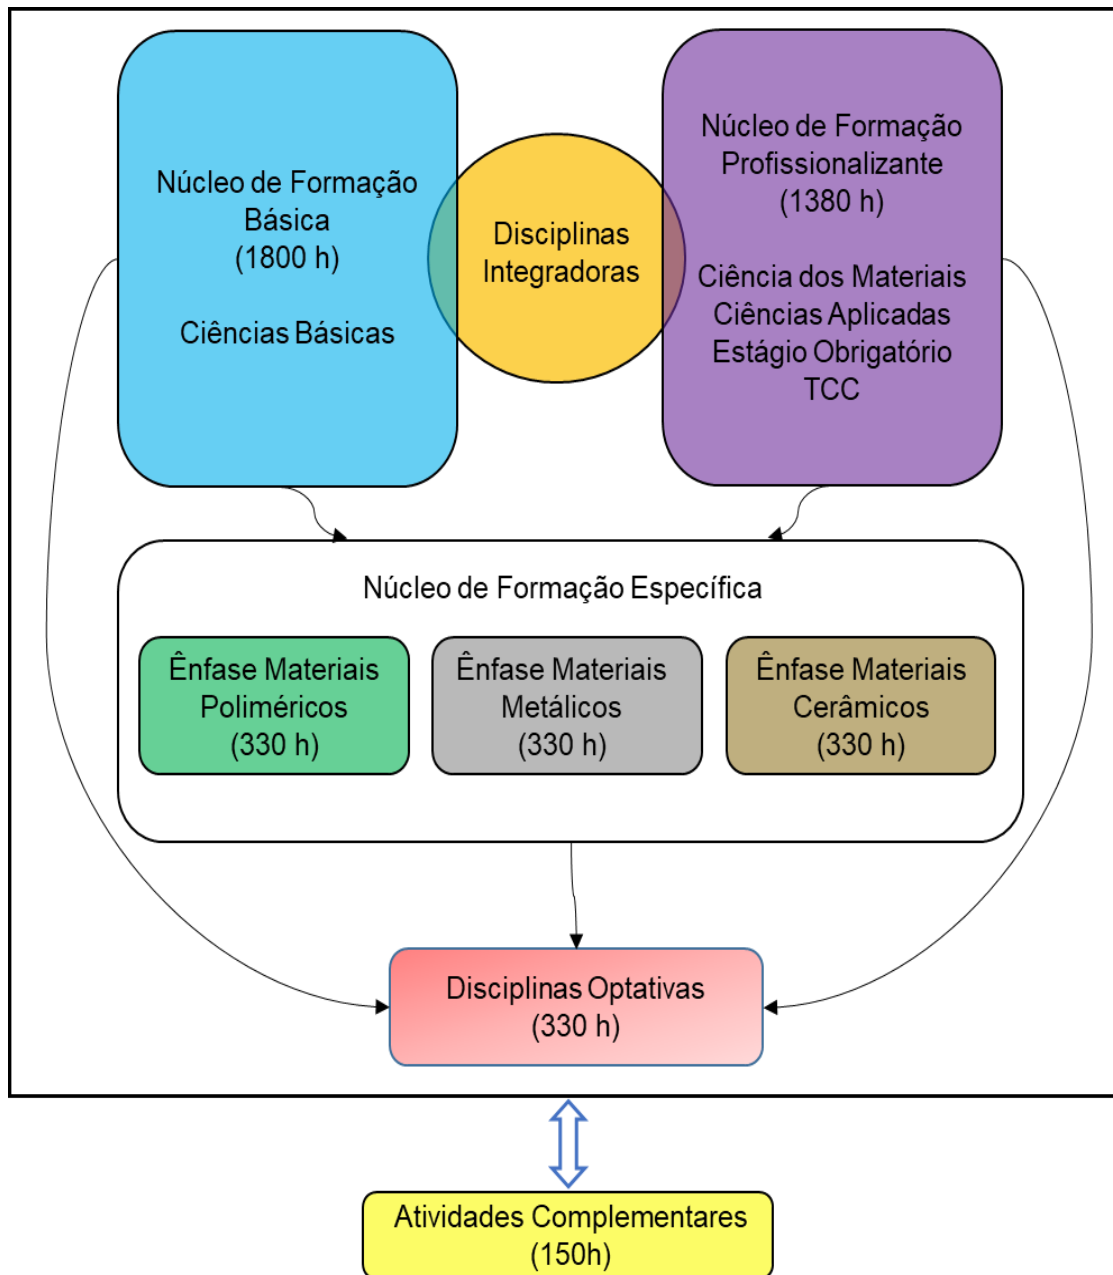 Núcleo de Formação
Básica
(1800 h)
Ciências Básicas
Disciplinas
Integradoras
Núcleo de Formação
Profissionalizante
(1380 h)
Ciência dos Materiais
Ciências Aplicadas
Estágio Obrigatório
TCC
Núcleo de Formação Específica
Ênfase Materiais
Poliméricos
(330 h)
Ênfase Materiais
Metálicos
(330 h)
Ênfase Materiais
Cerâmicos
(330 h)
Disciplinas Optativas
(330 h)
Atividades Complementares
(150h)